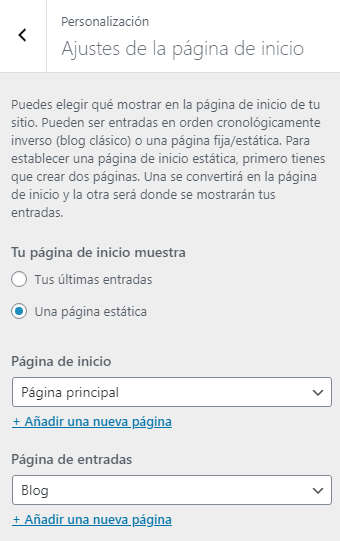 Personalización
Ajustes de la página de inicio
Puedes elegir qué mostrar en la página de inicio de tu
sitio. Pueden ser entradas en orden cronológicamente
inverso (blog clásico) o una página fija/estática. Para
establecer una página de inicio estática, primero tienes
que crear dos páginas. Una se convertirá en la página
de inicio y la otra será donde se mostrarán tus
entradas.
Tu página de inicio muestra
Tus últimas entradas
Una página estática
Página de inicio
Página principal
+ Añadir una nueva página
Página de entradas
Blog
+ Añadir una nueva página